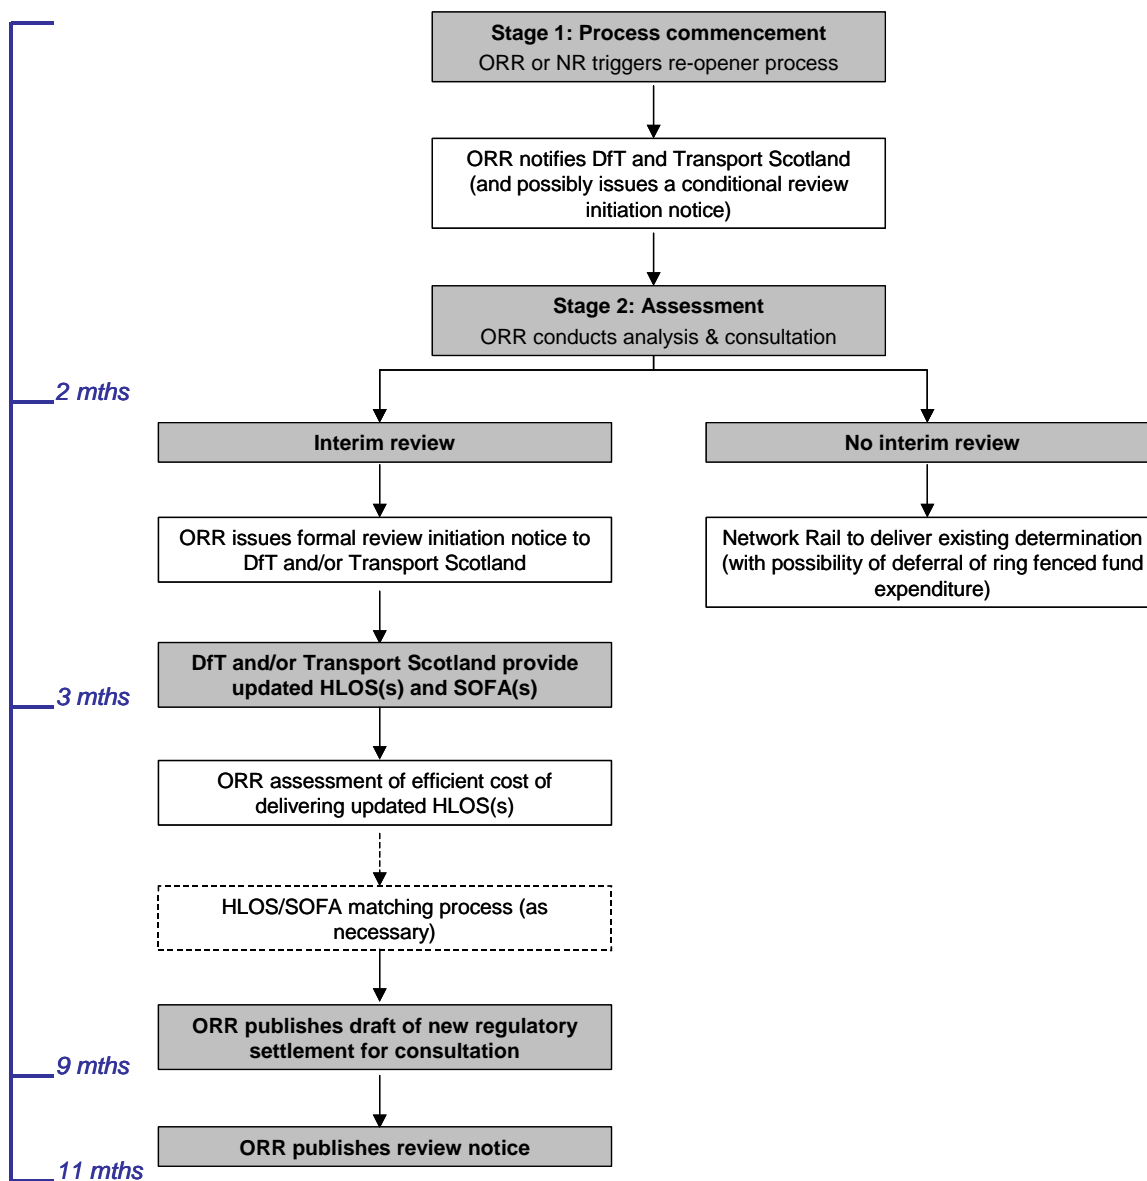 Stage 1: Process commencement
ORR or NR triggers re-opener process
ORR notifies DfT and Transport Scotland
(and possibly issues a conditional review
initiation notice)
Stage 2: Assessment
ORR conducts analysis & consultation
2 mths
Interim review
No interim review
ORR issues formal review initiation notice to
DfT and/or Transport Scotland
Network Rail to deliver existing determination
(with possibility of deferral of ring fenced fund
expenditure)
DfT and/or Transport Scotland provide
updated HLOS(s) and SOFA(s)
3 mths
ORR assessment of efficient cost of
delivering updated HLOS(s)
HLOS/SOFA matching process (as
necessary)
ORR publishes draft of new regulatory
settlement for consultation
9 mths
ORR publishes review notice
11 mths